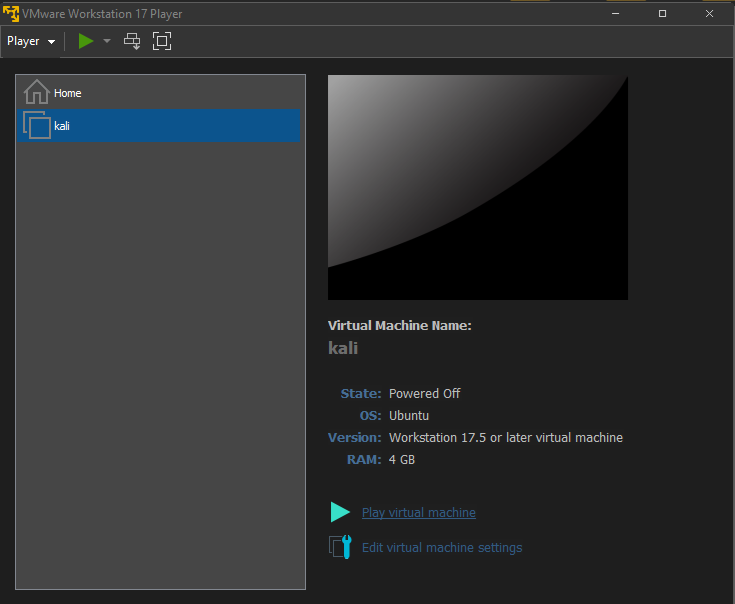 VMware Workstation 17 Player
Player
Home
kali
Virtual Machine Name:
kali
State: Powered Off
OS: Ubuntu
Version: Workstation 17.5 or later virtual machine
RAM: 4 GB
Play virtual machine
Edit virtual machine settings